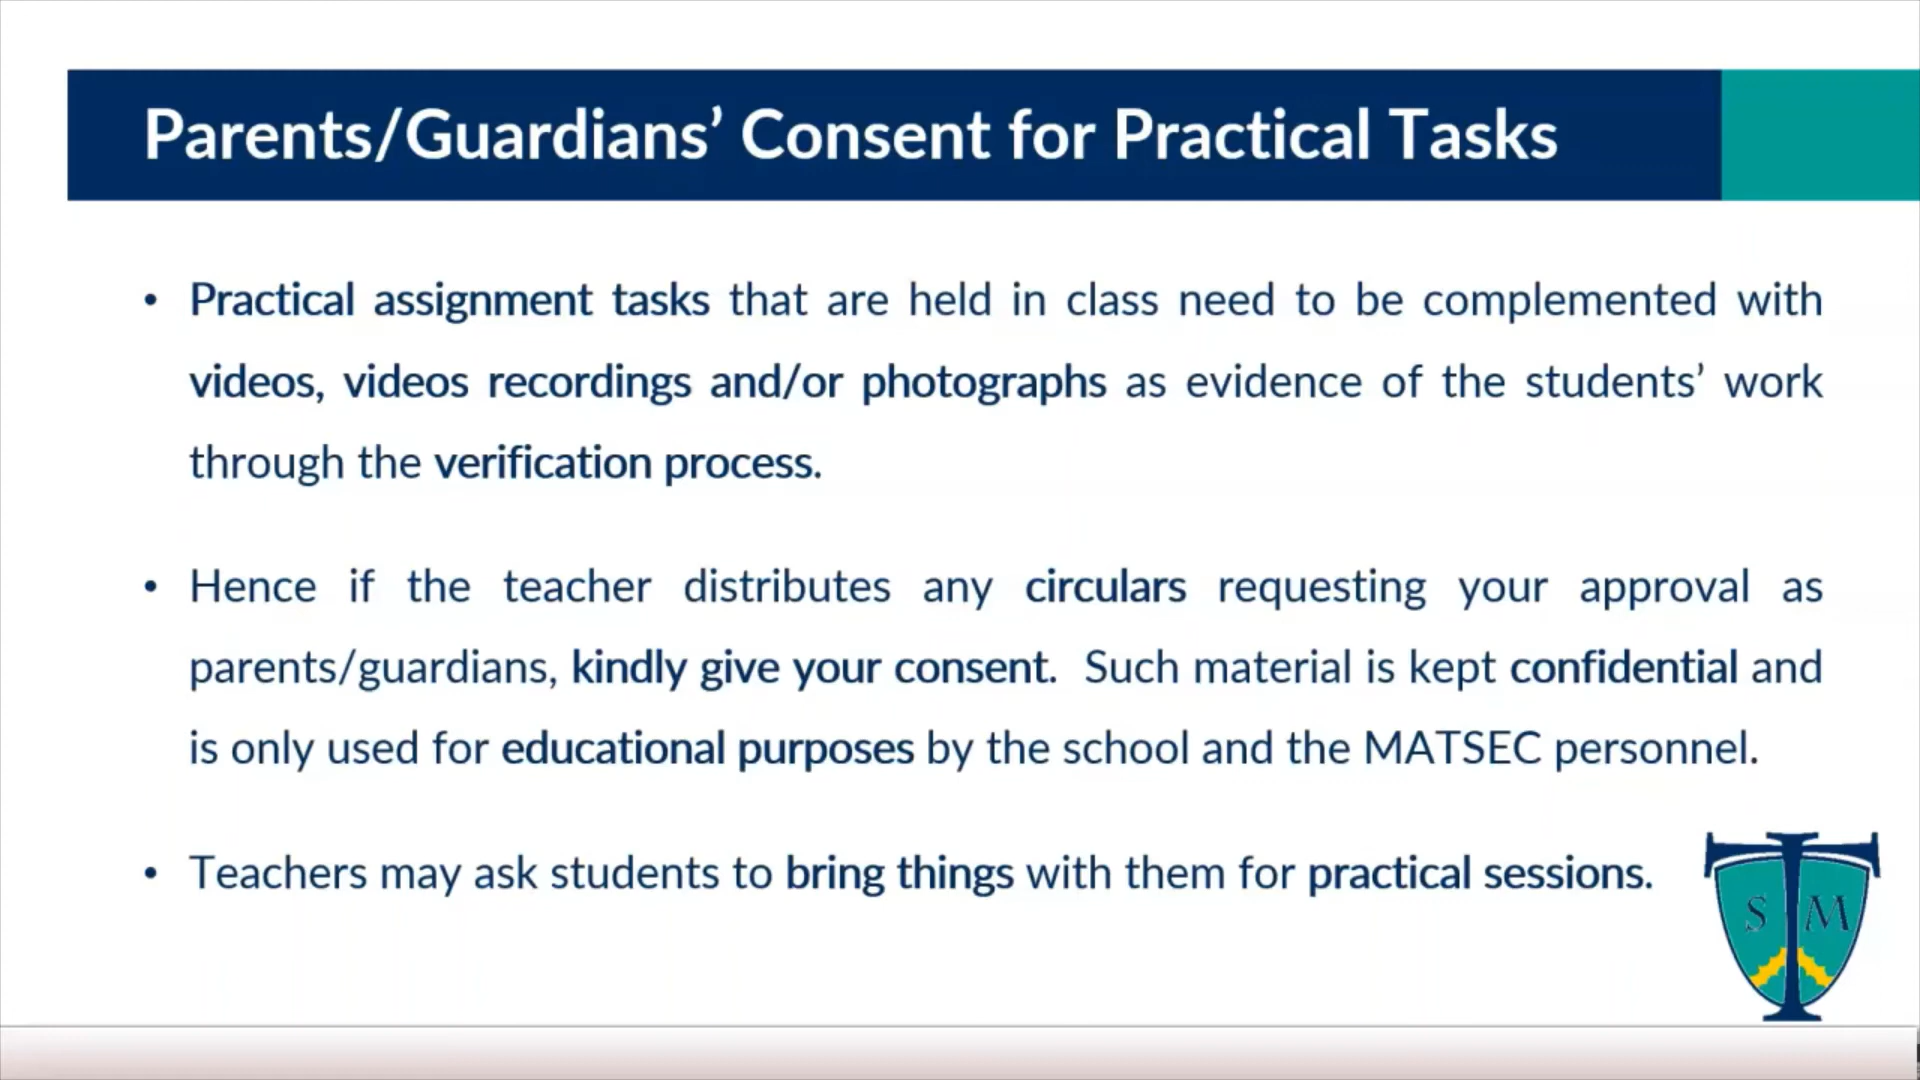 Parents/Guardians’ Consent for Practical Tasks
• Practical assignment tasks that are held in class need to be complemented with
videos, videos recordings and/or photographs as evidence of the students’ work
through the verification process.
• Hence if the teacher distributes any circulars requesting your approval as
parents/guardians, kindly give your consent. Such material is kept confidential and
is only used for educational purposes by the school and the MATSEC personnel.
• Teachers may ask students to bring things with them for practical sessions.
S M